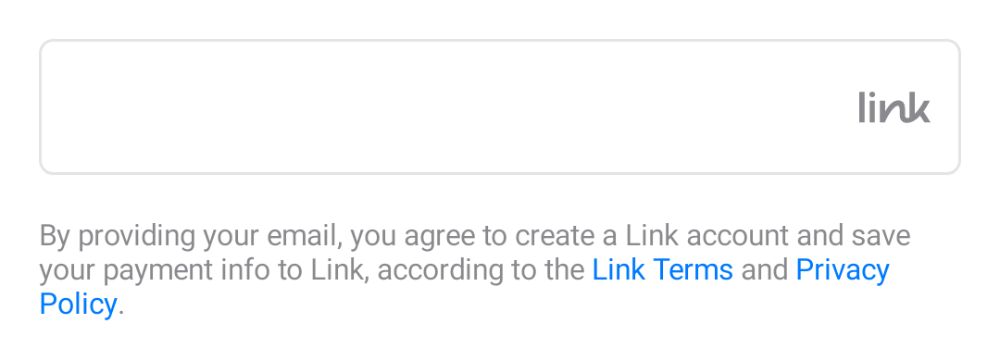 link
By providing your email, you agree to create a Link account and save
your payment info to Link, according to the Link Terms and Privacy
Policy.